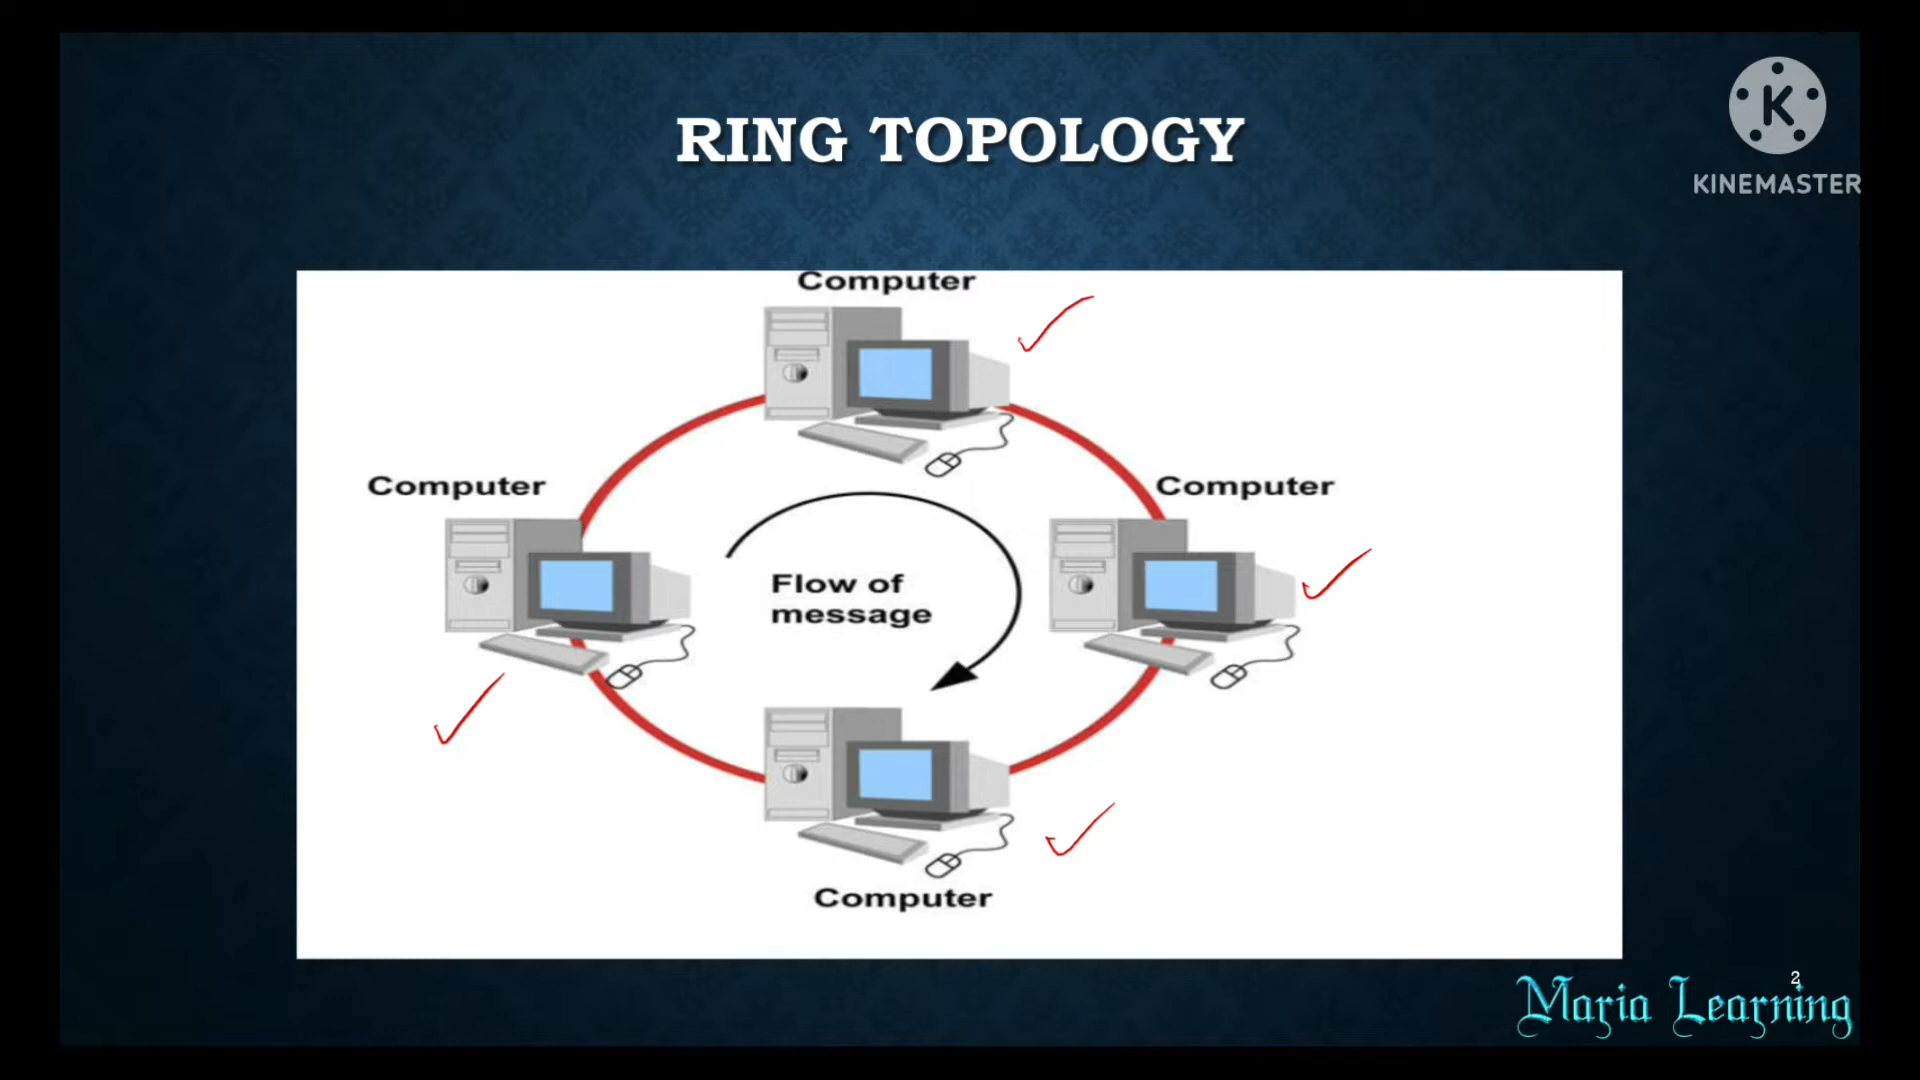 RING TOPOLOGY
K
KINEMASTER
Computer
Computer
Computer
Flow of
message
Computer
2
Maria Learning